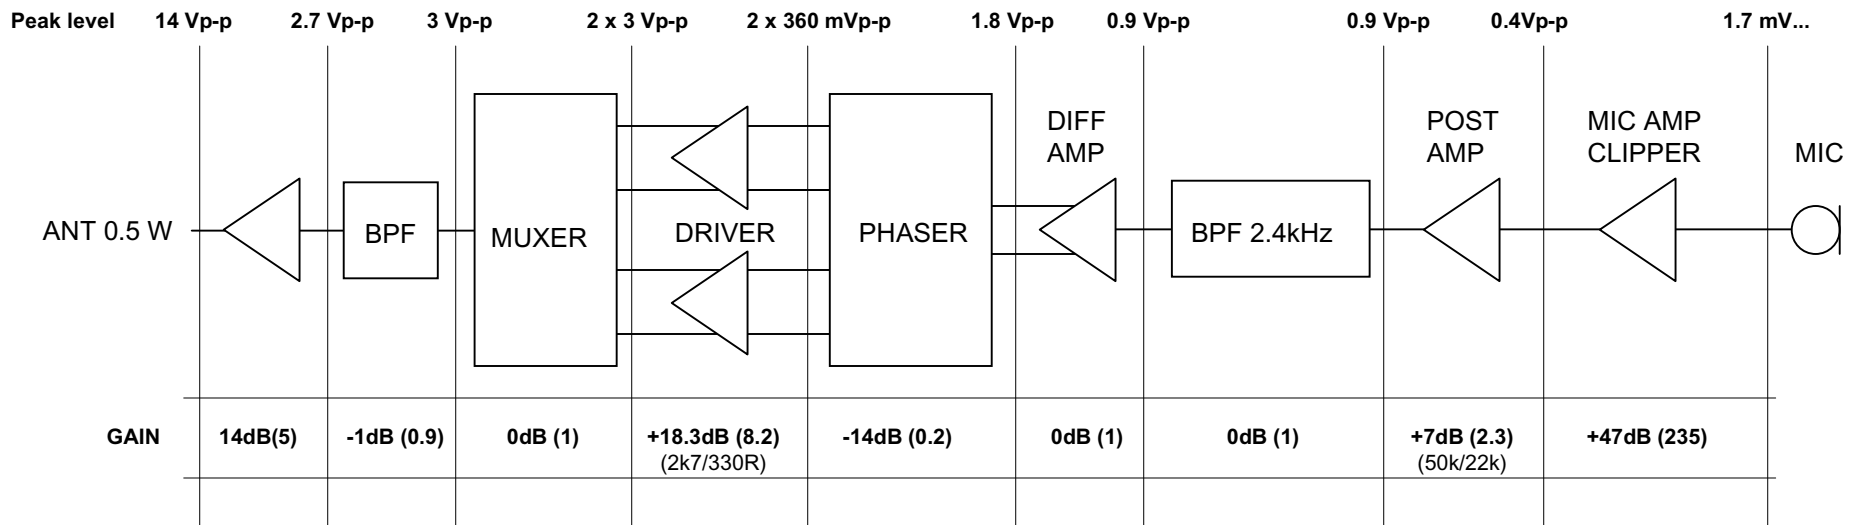 Peak level 14 Vp-p 2.7 Vp-p 3 Vp-p 2 x 3 Vp-p 2 x 360 mVp-p 1.8 Vp-p 0.9 Vp-p 0.9 Vp-p 0.4Vp-p 1.7 mV...
DIFF AMP
POST AMP
MIC AMP CLIPPER
MIC
ANT 0.5 W
BPF
MUXER
DRIVER
PHASER
BPF 2.4kHz
GAIN 14dB(5) -1dB (0.9) 0dB (1) +18.3dB (8.2) -14dB (0.2) 0dB (1) 0dB (1) +7dB (2.3) +47dB (235)
(2k7/330R) (50k/22k)